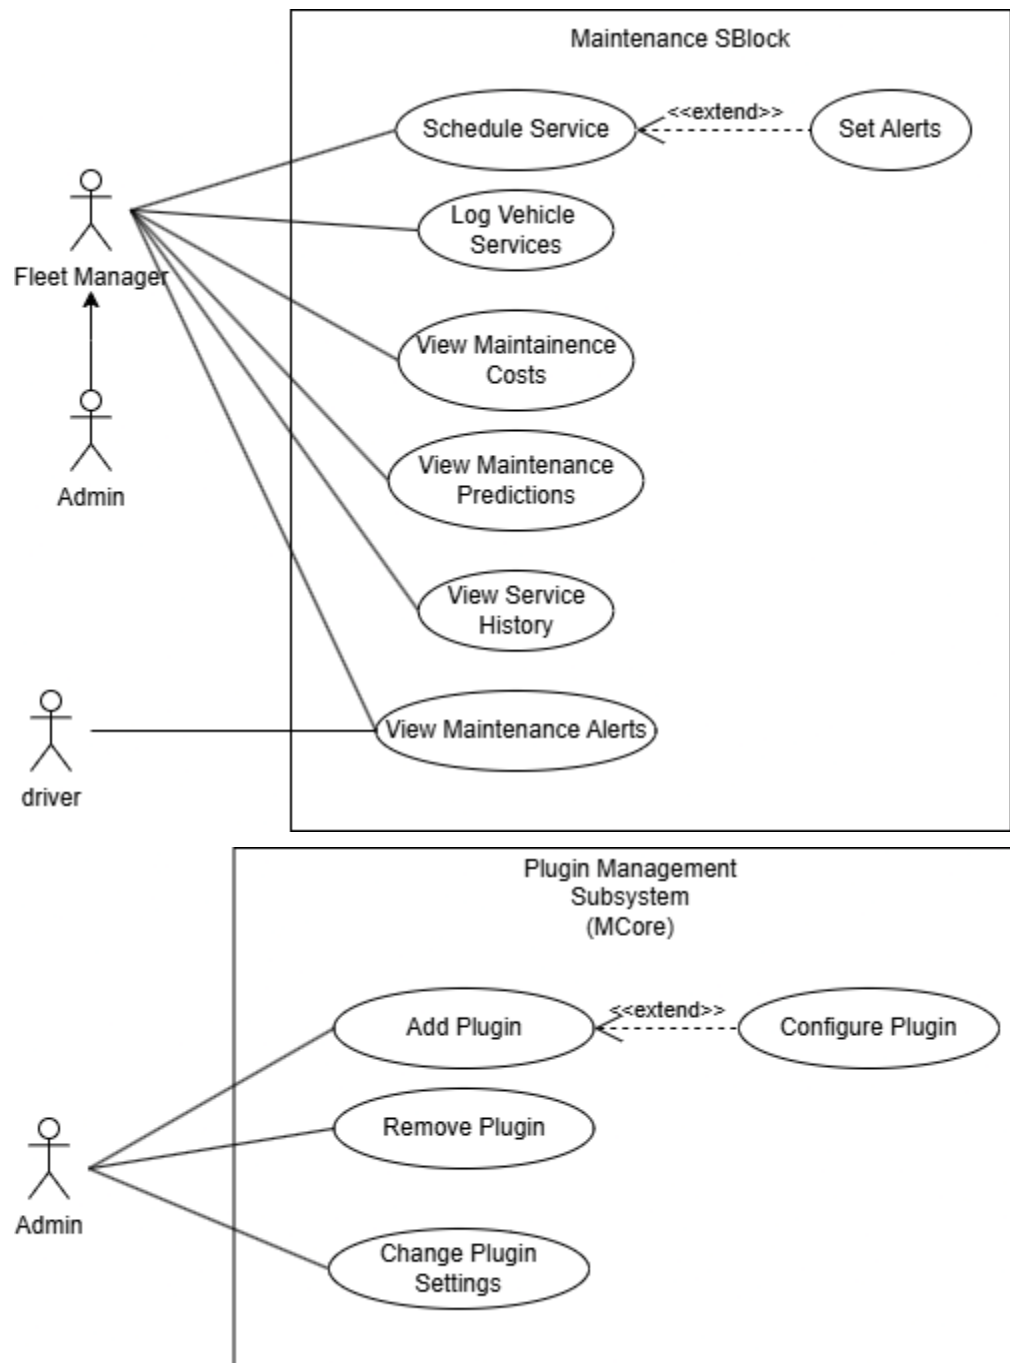 Maintenance SBlock
Schedule Service
<<extend>>
Set Alerts
Log Vehicle
Services
Fleet Manager
View Maintainence
Costs
Admin
View Maintenance
Predictions
View Service
History
View Maintenance Alerts
driver
Plugin Management
Subsystem
(MCore)
Add Plugin
<<extend>>
Configure Plugin
Remove Plugin
Admin
Change Plugin
Settings